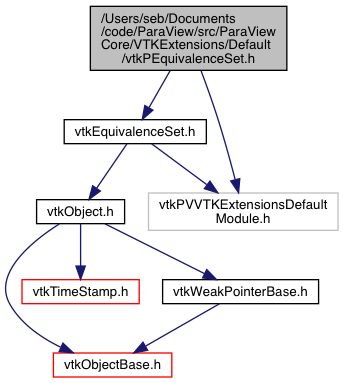 /Users/seb/Documents
/code/ParaView/src/ParaView
Core/VTKExtensions/Default
/vtkPEquivalenceSet.h
vtkEquivalenceSet.h
vtkObject.h
vtkPVVTKExtensionsDefault
Module.h
vtkTimeStamp.h
vtkWeakPointerBase.h
vtkObjectBase.h